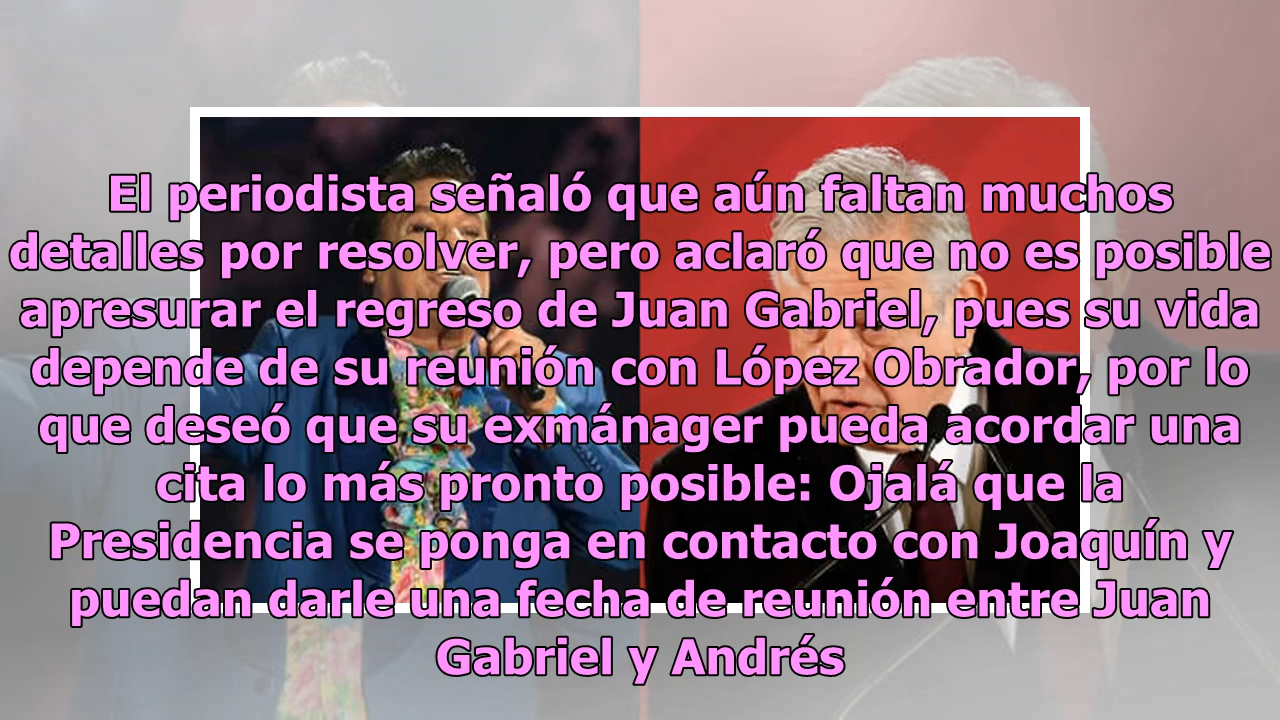 El periodista señaló que aún faltan muchos
detalles por resolver, pero aclaró que no es posible
apresurar el regreso de Juan Gabriel, pues su vida
depende de su reunión con López Obrador, por lo
que deseó que su exmánager pueda acordar una
cita lo más pronto posible: Ojalá que la
Presidencia se ponga en contacto con Joaquín y
puedan darle una fecha de reunión entre Juan
Gabriel y Andrés